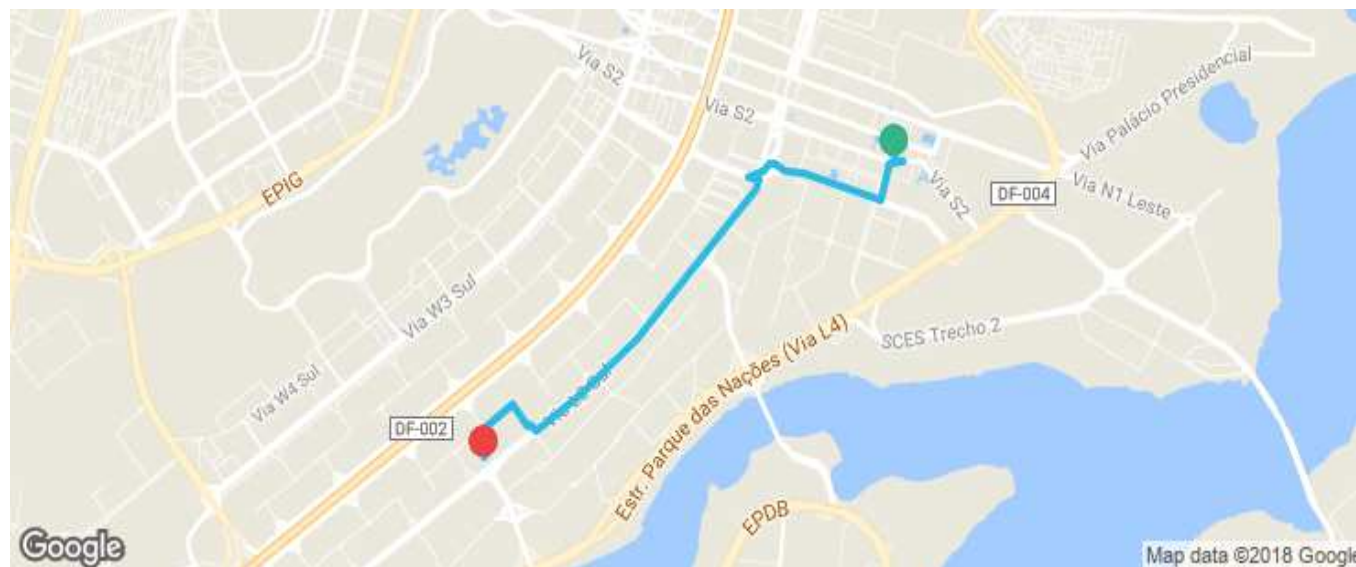 Via S2
Via S2
Via Palácio Presidencial
EPIG
Via S2
DF-004
Via N1 Leste
Via W3 Sul
SCES Trecho 2
Via W4 Sul
Estr. Parque das Nações (Via L4)
DF-002
EPDB
Google
Map data ©2018 Google